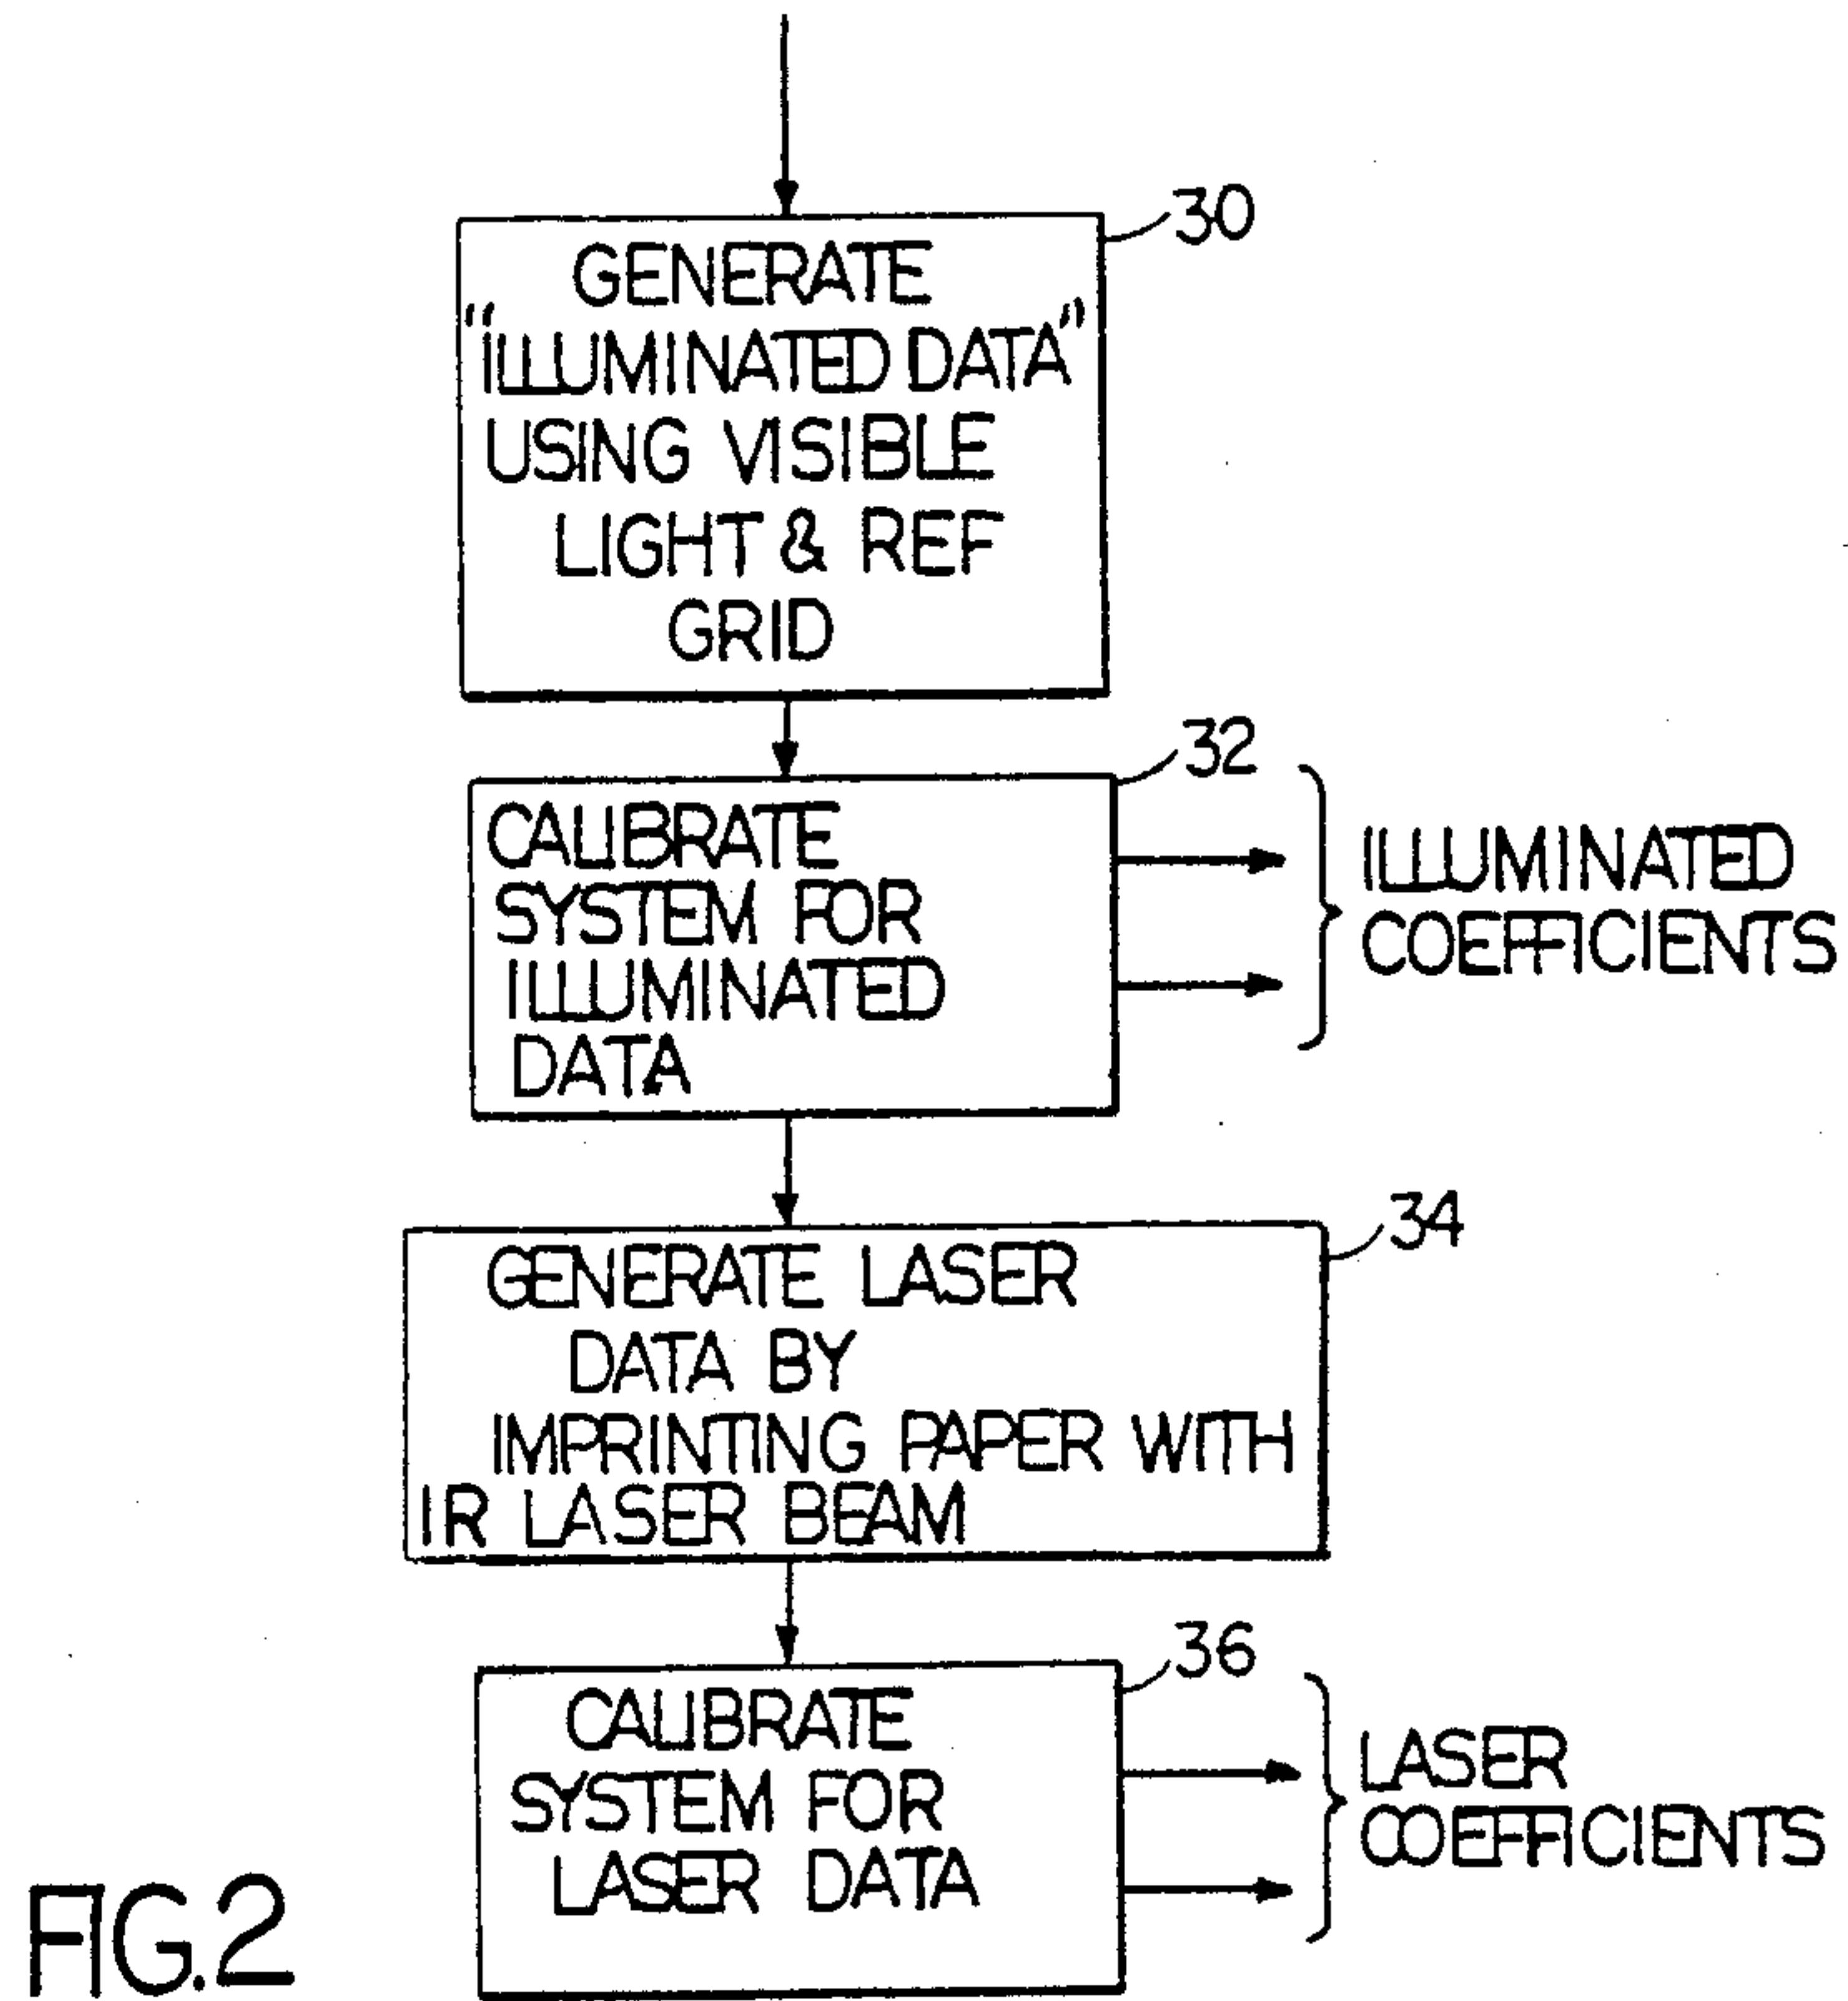 30
GENERATE
"ILLUMINATED DATA"
USING VISIBLE
LIGHT & REF
GRID
32
CALIBRATE
SYSTEM FOR
ILLUMINATED
DATA
ILLUMINATED
COEFFICIENTS
34
GENERATE LASER
DATA BY
IMPRINTING PAPER WITH
IR LASER BEAM
36
CALIBRATE
SYSTEM FOR
LASER DATA
LASER
COEFFICIENTS
FIG.2